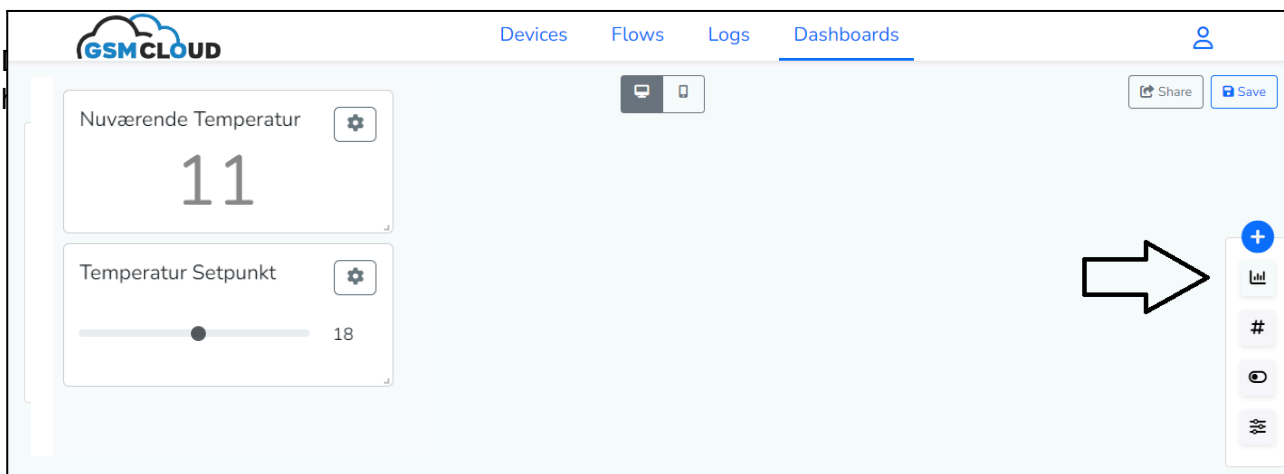 GSMCLOUD
Devices Flows Logs Dashboards
Share Save
Nuværende Temperatur
11
Temperatur Setpunkt
18
#